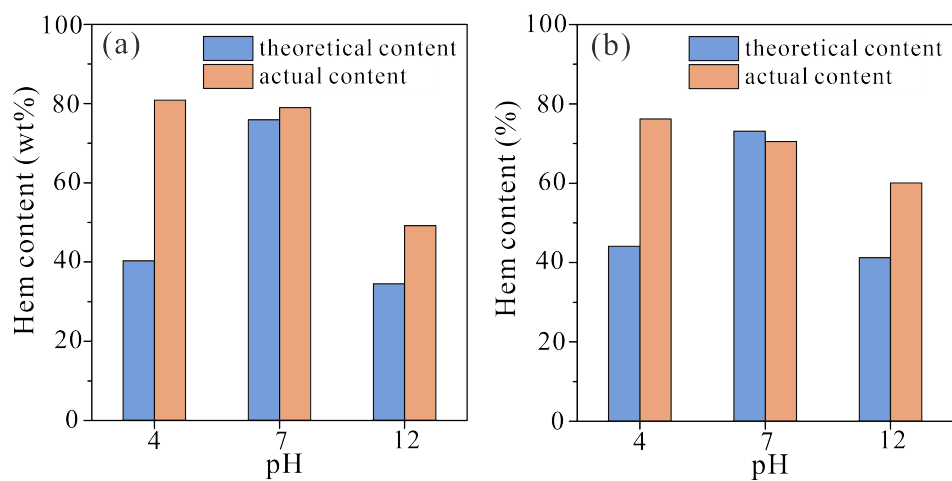 (a)
theoretical content
actual content
Hem content (wt%)
100
80
60
40
20
0
4 7 12
pH
(b)
theoretical content
actual content
Hem content (%)
100
80
60
40
20
0
4 7 12
pH